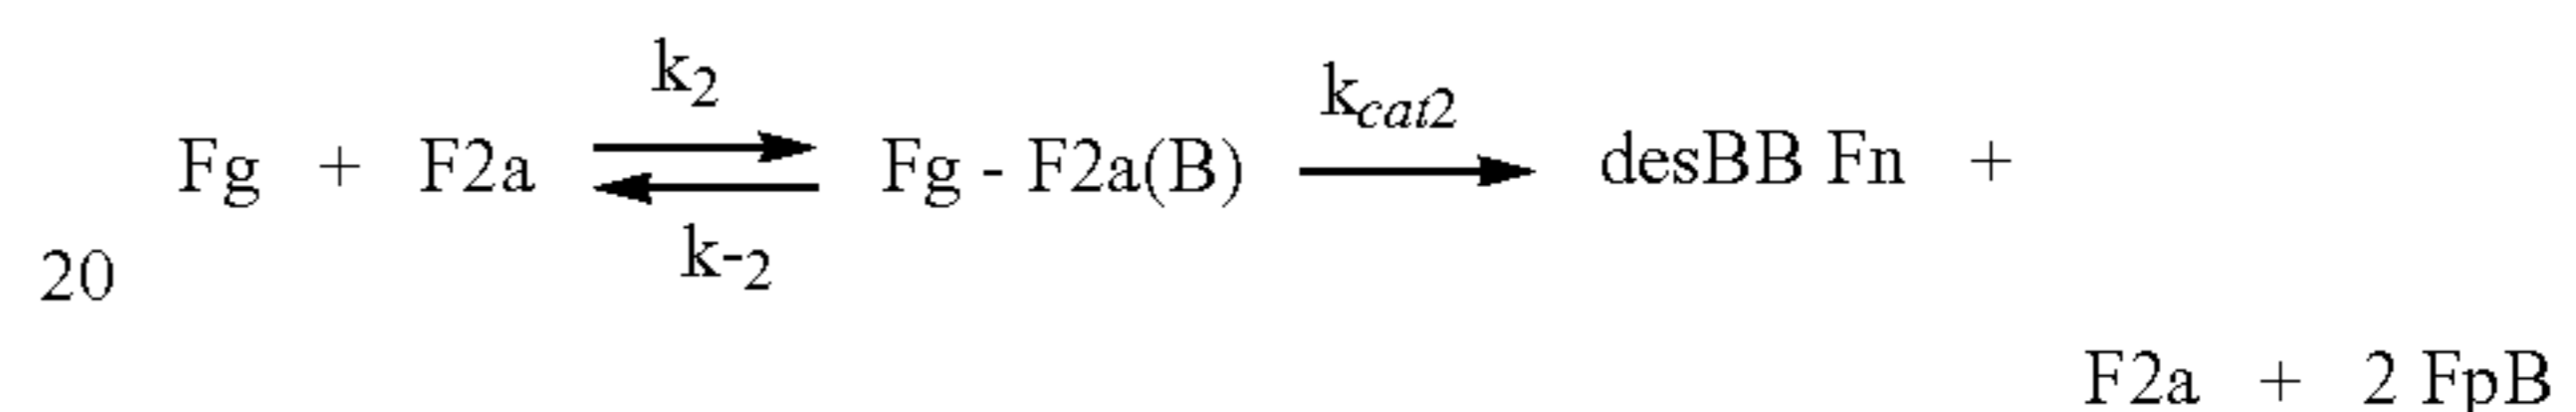 k2 kcat2
Fg + F2a ⇌ Fg - F2a(B) → desBB Fn +
k-2
20
F2a + 2 FpB